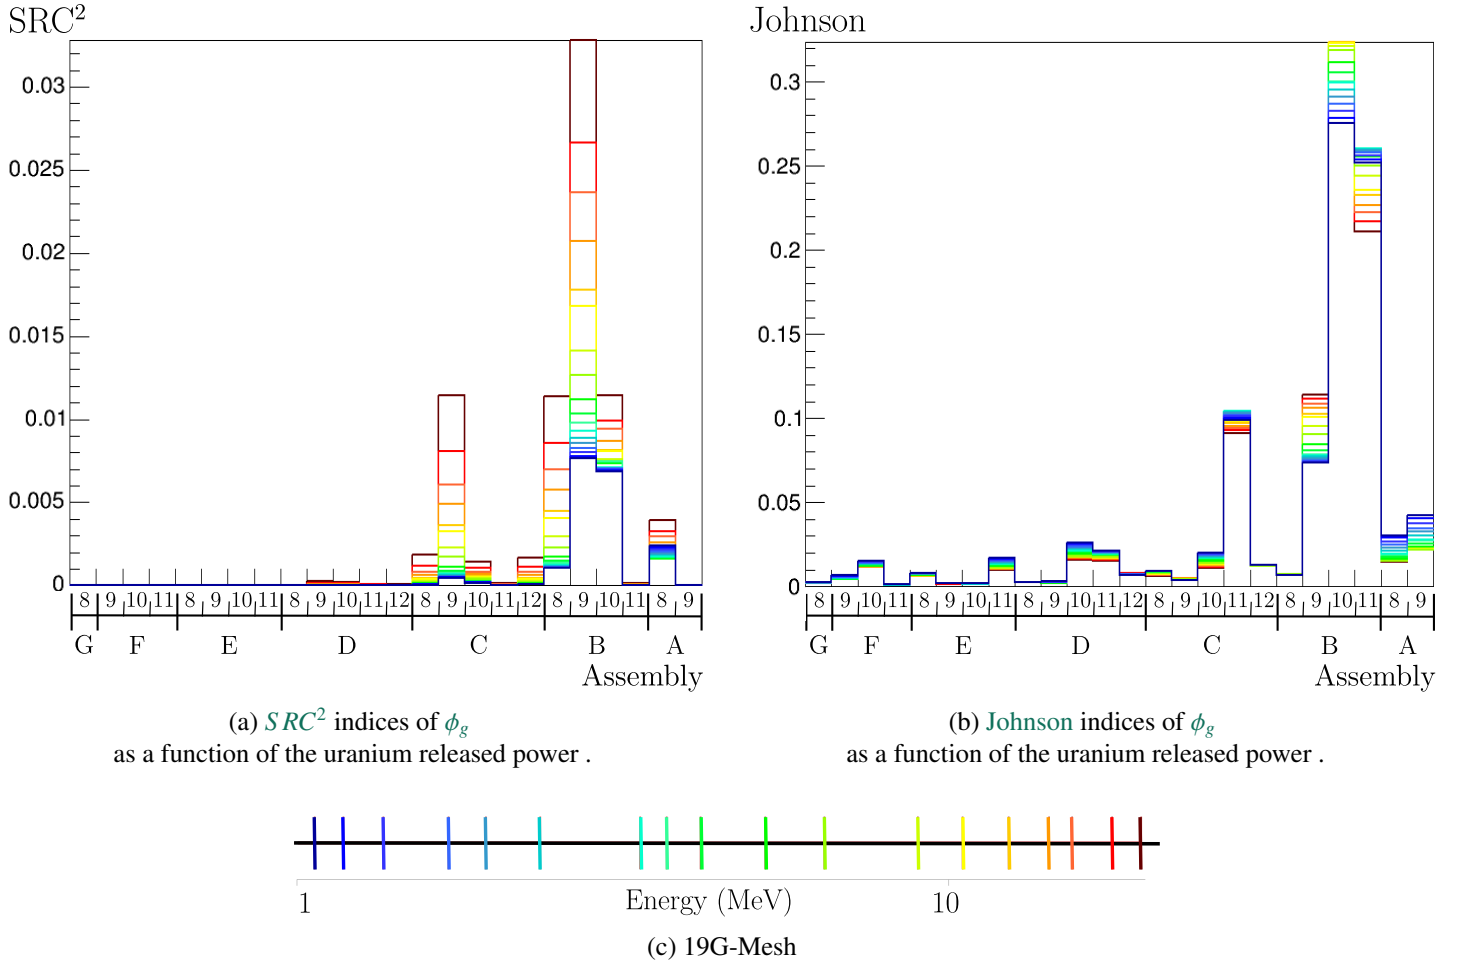 SRC²
Johnson
0.03
0.025
0.02
0.015
0.01
0.005
0
8 9 10 11 8 9 10 11 8 9 10 11 12 8 9 10 11 12 8 9 10 11 8 9
G F E D C B A
Assembly
0.3
0.25
0.2
0.15
0.1
0.05
0
8 9 10 11 8 9 10 11 8 9 10 11 12 8 9 10 11 12 8 9 10 11 8 9
G F E D C B A
Assembly
(a) SRC² indices of ϕg
as a function of the uranium released power .
(b) Johnson indices of ϕg
as a function of the uranium released power .
1 Energy (MeV) 10
(c) 19G-Mesh